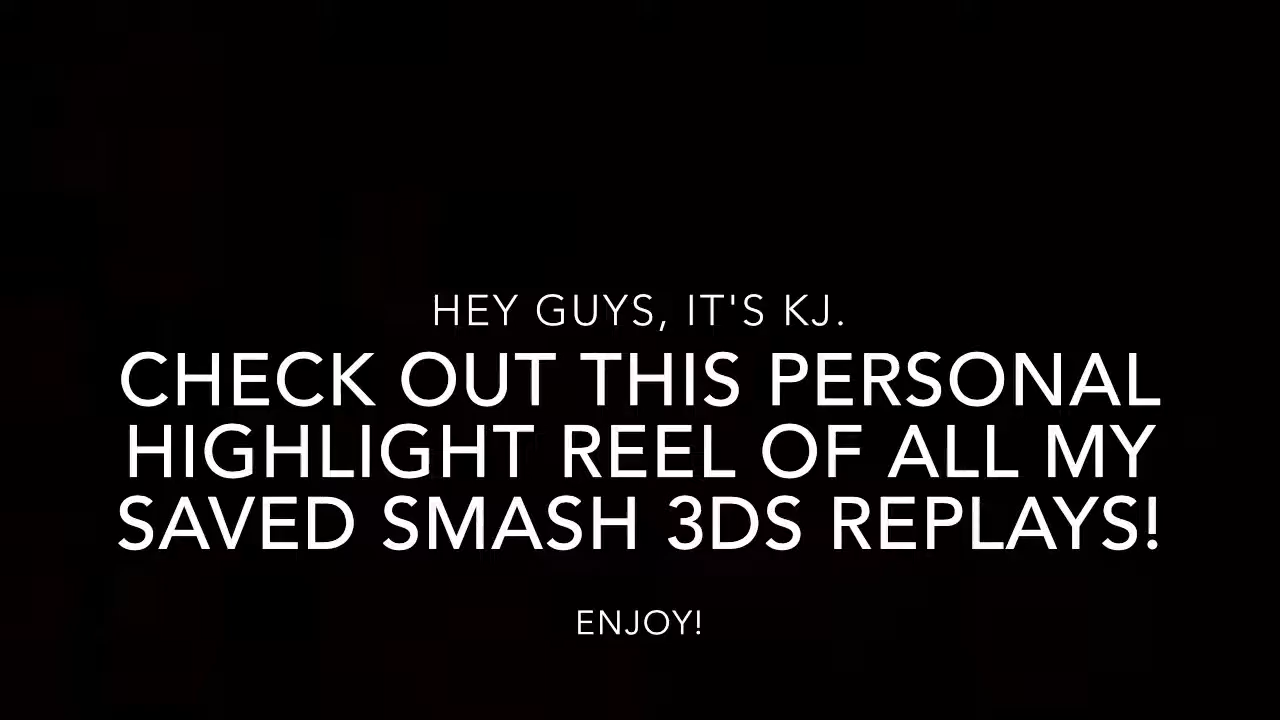 HEY GUYS, IT'S KJ.
CHECK OUT THIS PERSONAL
HIGHLIGHT REEL OF ALL MY
SAVED SMASH 3DS REPLAYS!
ENJOY!